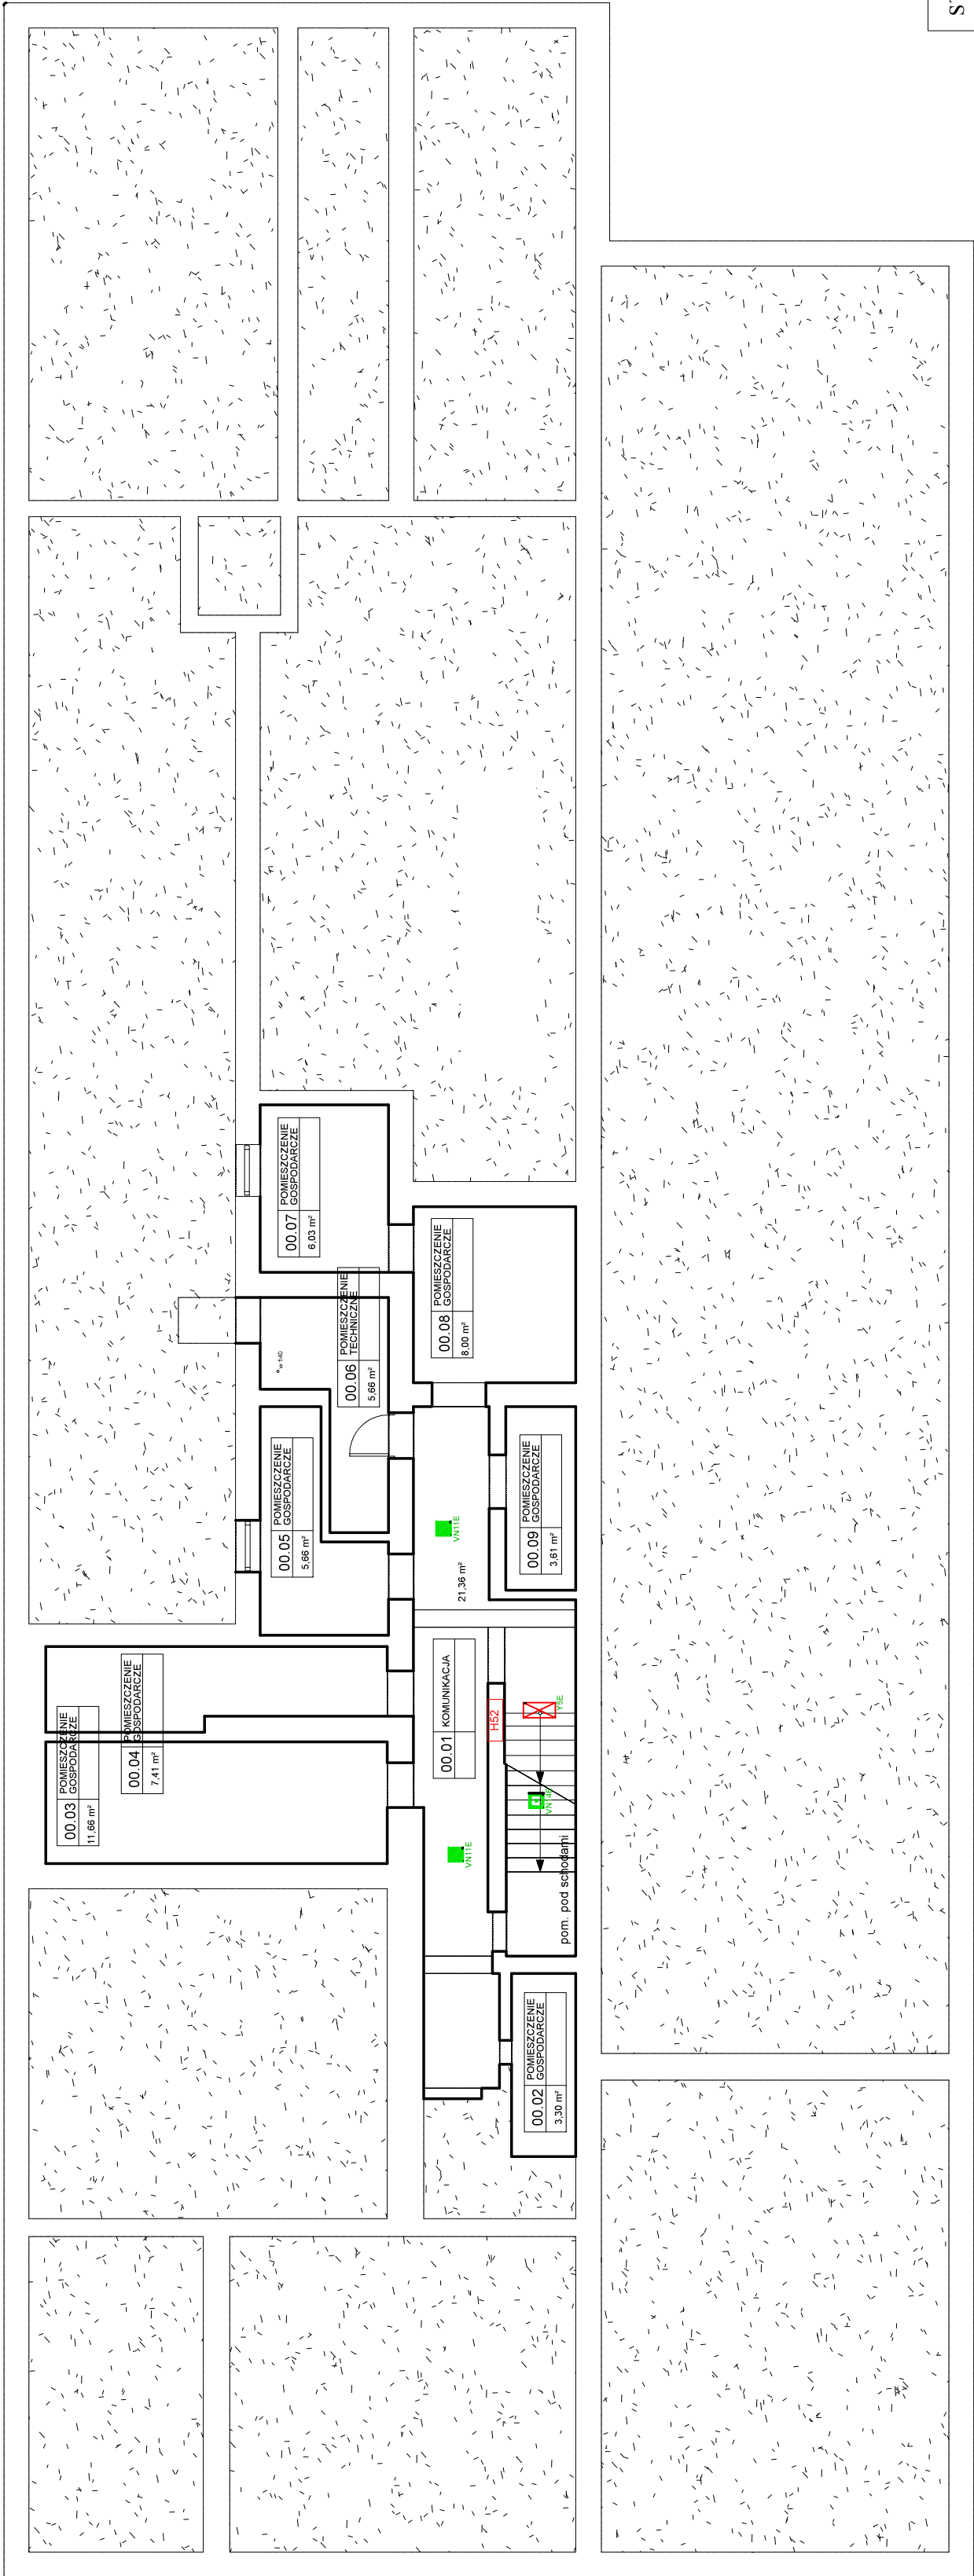 00.03
POMIESZCZENIE
GOSPODARCZE
11,66 m²
00.04
POMIESZCZENIE
GOSPODARCZE
7,41 m²
00.05
POMIESZCZENIE
GOSPODARCZE
5,66 m²
00.06
POMIESZCZENIE
TECHNICZNE
5,66 m²
00.07
POMIESZCZENIE
GOSPODARCZE
6,03 m²
00.01
KOMUNIKACJA
21,36 m²
00.08
POMIESZCZENIE
GOSPODARCZE
8,00 m²
00.02
POMIESZCZENIE
GOSPODARCZE
3,30 m²
00.09
POMIESZCZENIE
GOSPODARCZE
3,61 m²
VN11E
VN11E
H52
Y5E
pom. pod schodami